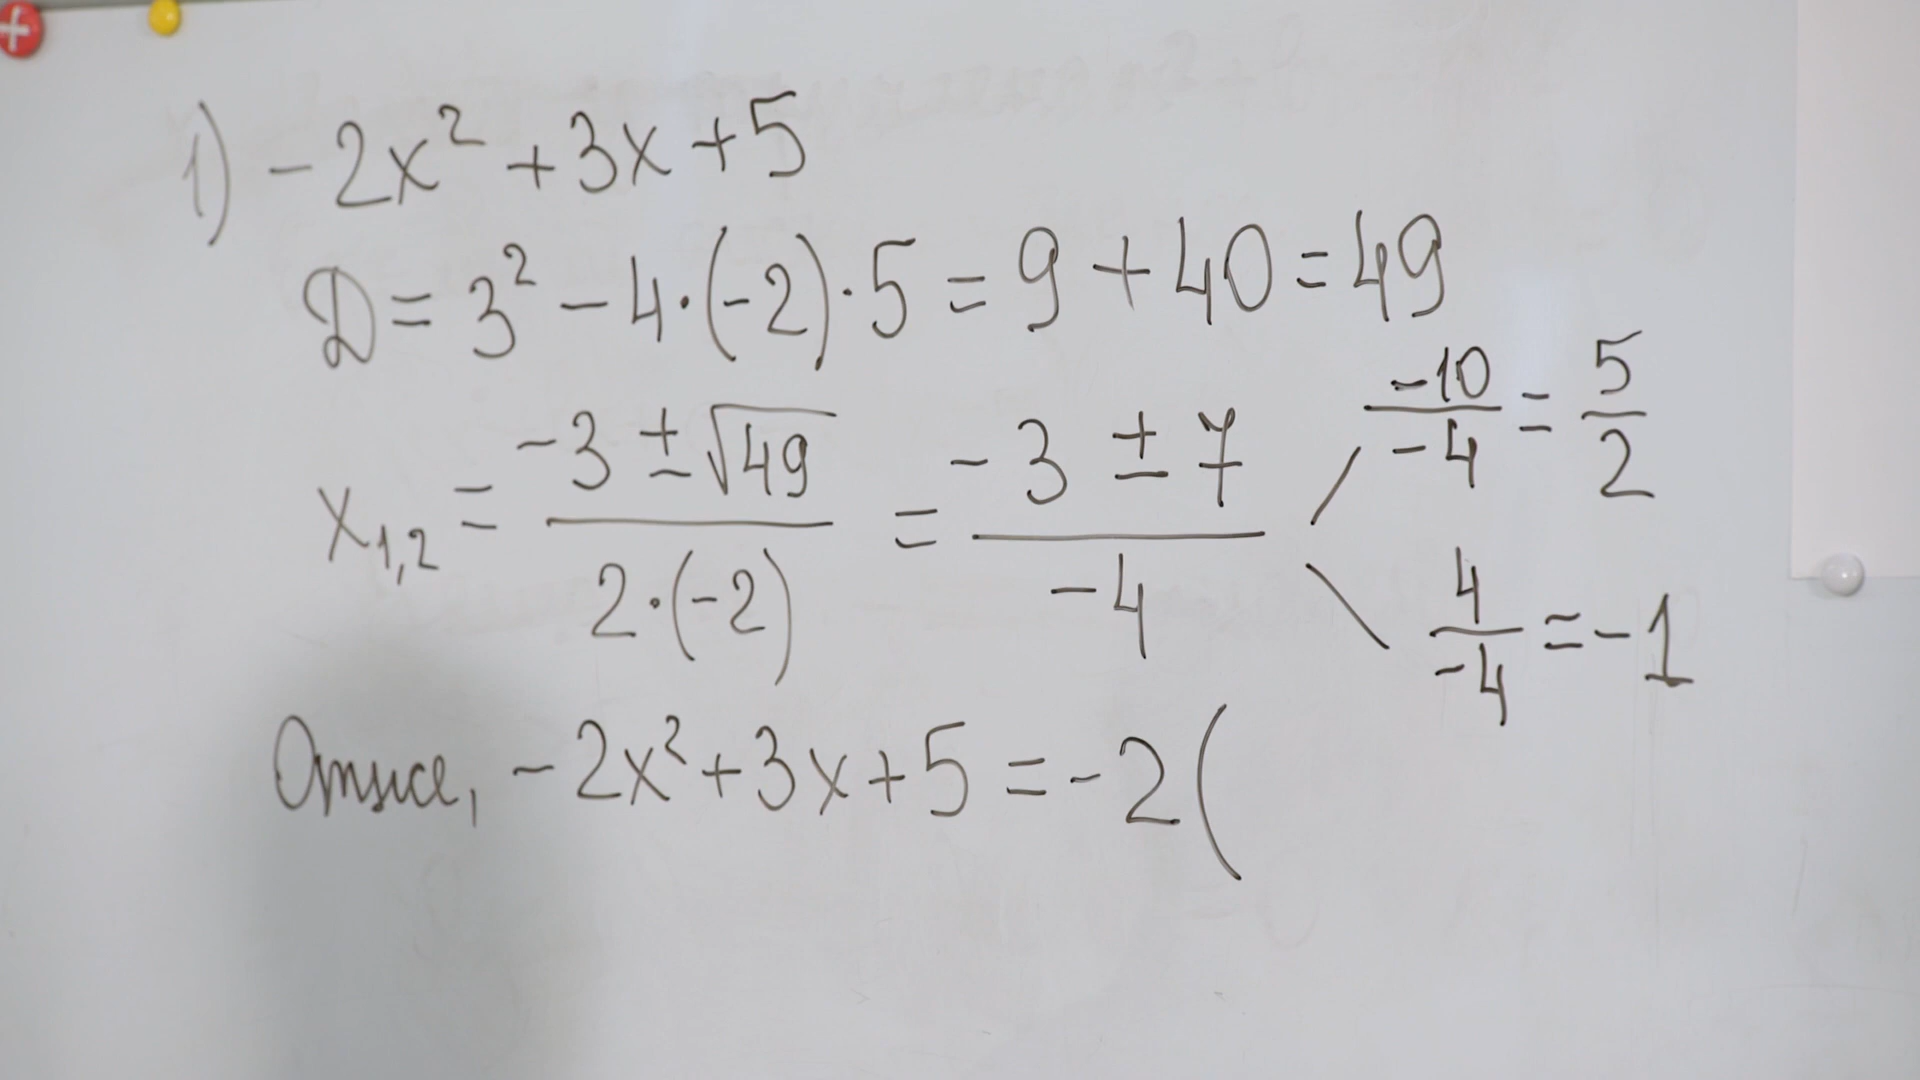 1) -2x² + 3x + 5
D = 3² - 4·(-2)·5 = 9 + 40 = 49
x₁,₂ = (-3 ± √49)/(2·(-2)) = (-3 ± 7)/(-4)
-10/-4 = 5/2
4/-4 = -1
-2x² + 3x + 5 = -2(